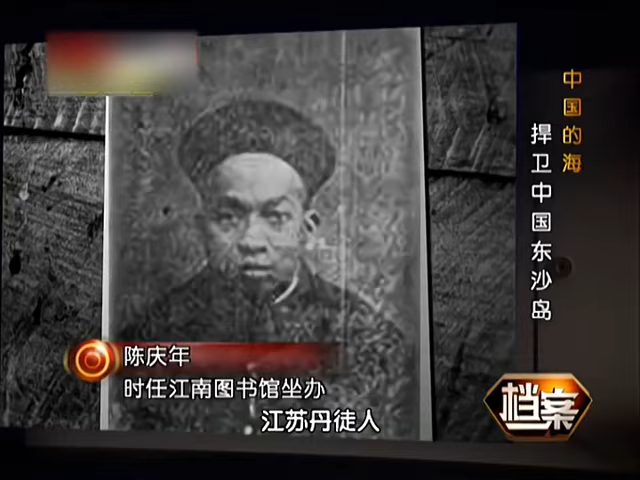 中国的海
捍卫中国东沙岛
陈庆年
时任江南图书馆坐办
江苏丹徒人
档案